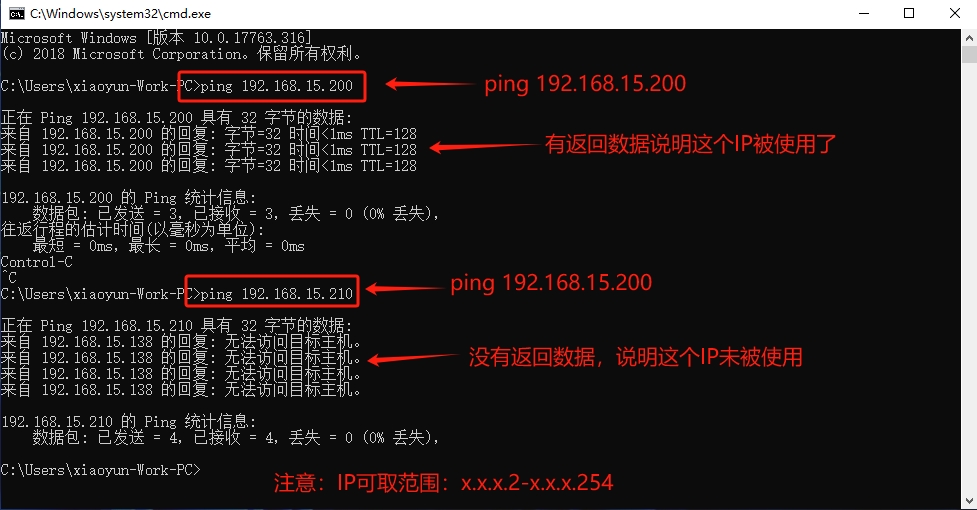 C:\Windows\system32\cmd.exe
Microsoft Windows [版本 10.0.17763.316]
(c) 2018 Microsoft Corporation。保留所有权利。
C:\Users\xiaoyun-Work-PC>ping 192.168.15.200
ping 192.168.15.200
正在 Ping 192.168.15.200 具有 32 字节的数据:
来自 192.168.15.200 的回复: 字节=32 时间<1ms TTL=128
来自 192.168.15.200 的回复: 字节=32 时间<1ms TTL=128
有返回数据说明这个IP被使用了
来自 192.168.15.200 的回复: 字节=32 时间<1ms TTL=128
192.168.15.200 的 Ping 统计信息:
数据包: 已发送 = 3，已接收 = 3，丢失 = 0 (0% 丢失)，
往返行程的估计时间(以毫秒为单位):
最短 = 0ms，最长 = 0ms，平均 = 0ms
Control-C
^C
C:\Users\xiaoyun-Work-PC>ping 192.168.15.210
ping 192.168.15.200
正在 Ping 192.168.15.210 具有 32 字节的数据:
来自 192.168.15.138 的回复: 无法访问目标主机。
来自 192.168.15.138 的回复: 无法访问目标主机。
没有返回数据，说明这个IP未被使用
来自 192.168.15.138 的回复: 无法访问目标主机。
来自 192.168.15.138 的回复: 无法访问目标主机。
192.168.15.210 的 Ping 统计信息:
数据包: 已发送 = 4，已接收 = 4，丢失 = 0 (0% 丢失)，
C:\Users\xiaoyun-Work-PC>
注意：IP可取范围：x.x.x.2-x.x.x.254